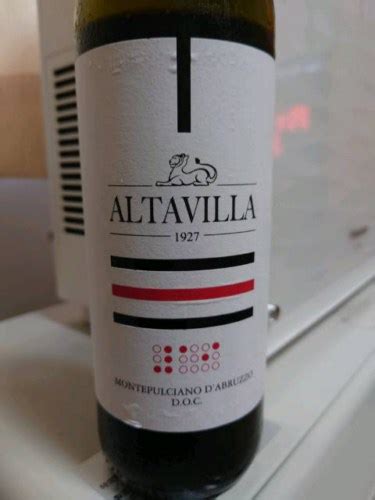 ALTAVILLA
1927
MONTEPULCIANO D'ABRUZZO
D.O.C.